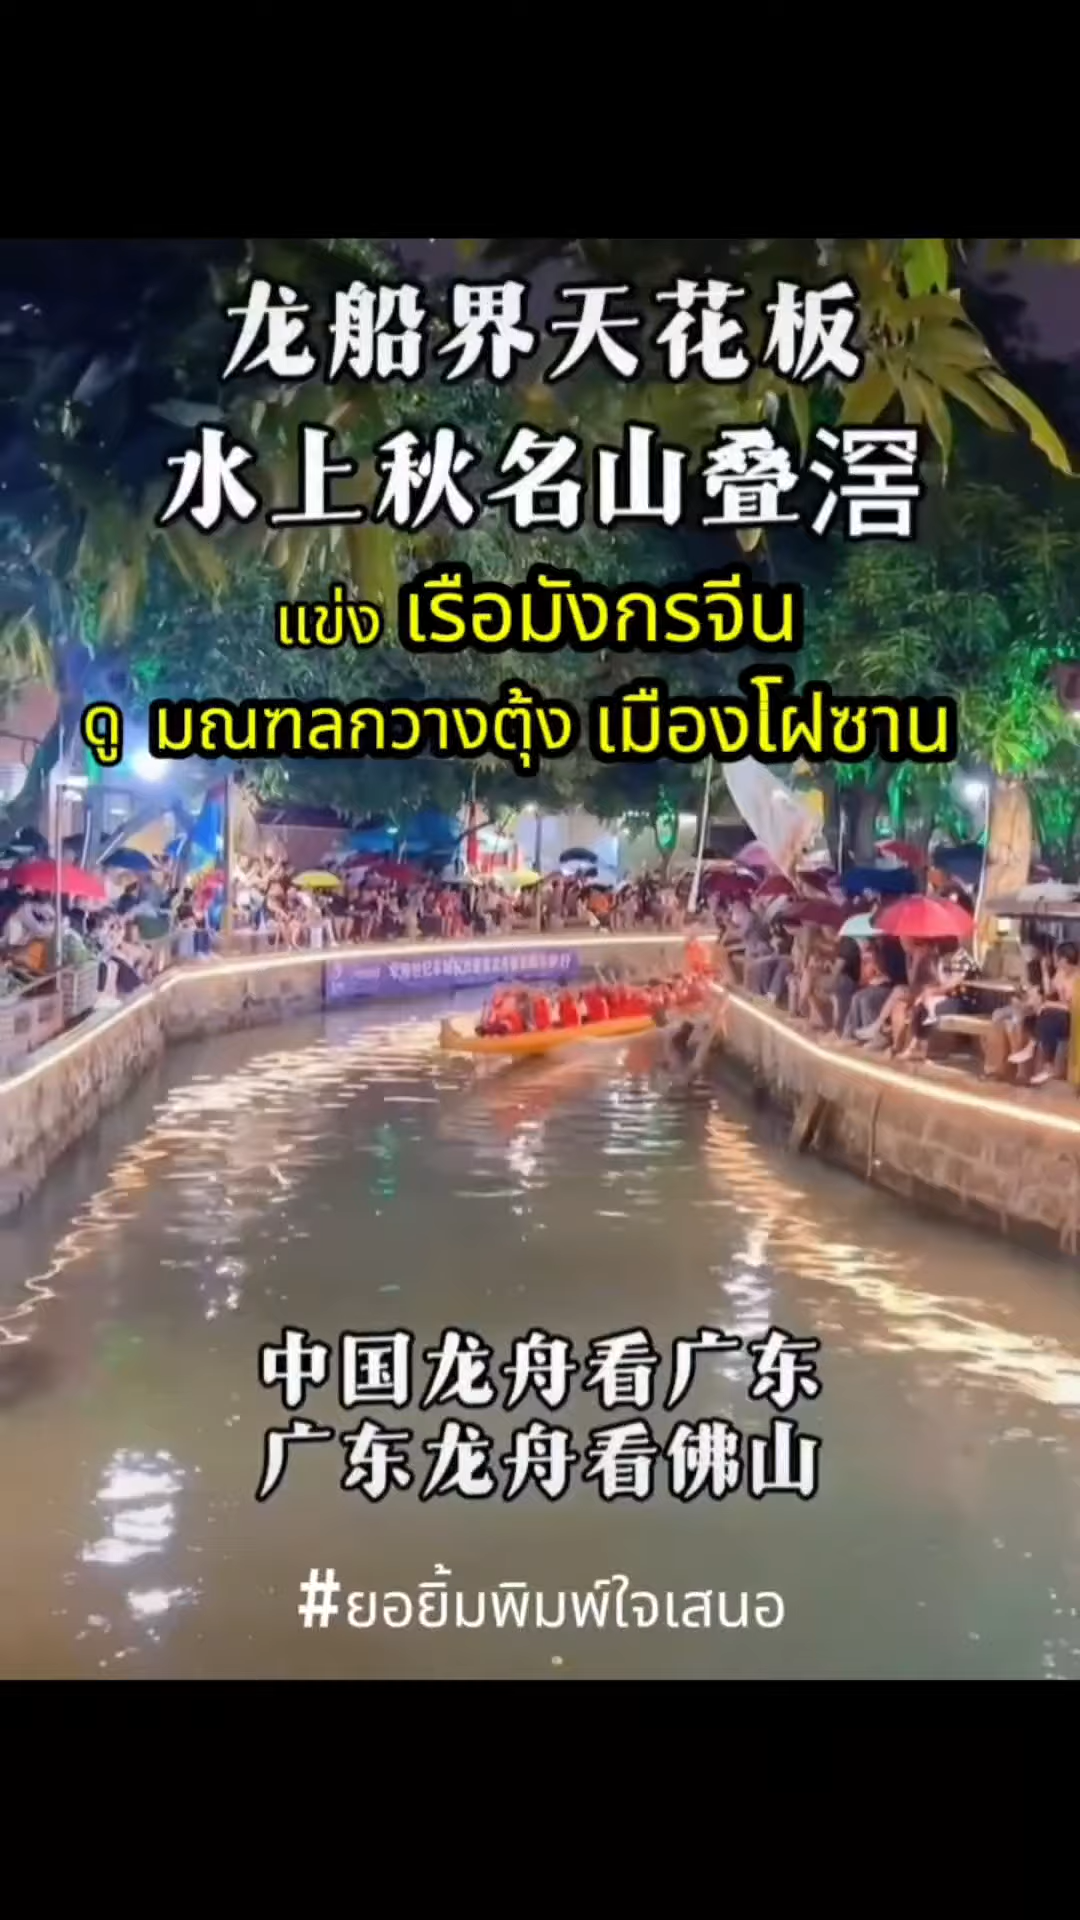 龙船界天花板
水上秋名山叠滘
แข่ง เรือมังกรจีน
ดู มณฑลกวางตุ้ง เมืองโฝซาน
中国龙舟看广东
广东龙舟看佛山
#ยอยิ้มพิมพ์ใจเสนอ